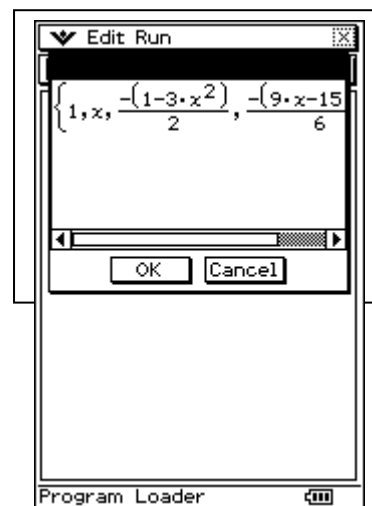 Edit Run
{1,x, -(1-3·x²)/2, -(9·x-15/6
OK Cancel
Program Loader